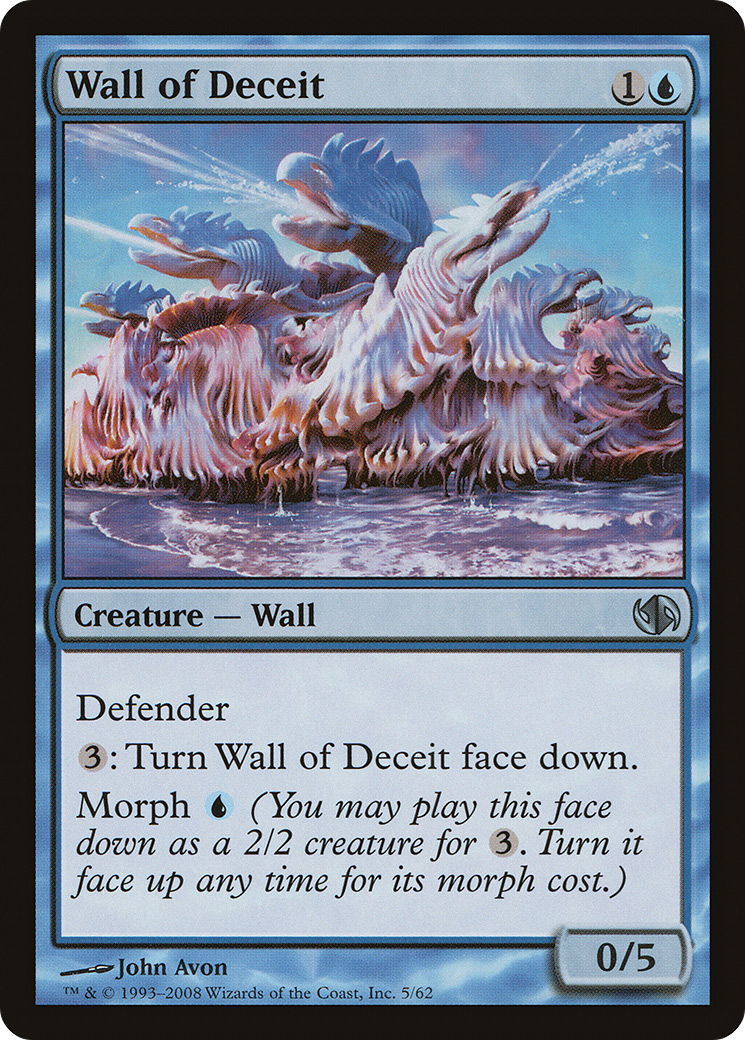 Wall of Deceit 1
Creature — Wall
Defender
3: Turn Wall of Deceit face down.
Morph (You may play this face
down as a 2/2 creature for 3. Turn it
face up any time for its morph cost.)
0/5
John Avon
™ & © 1993–2008 Wizards of the Coast, Inc. 5/62